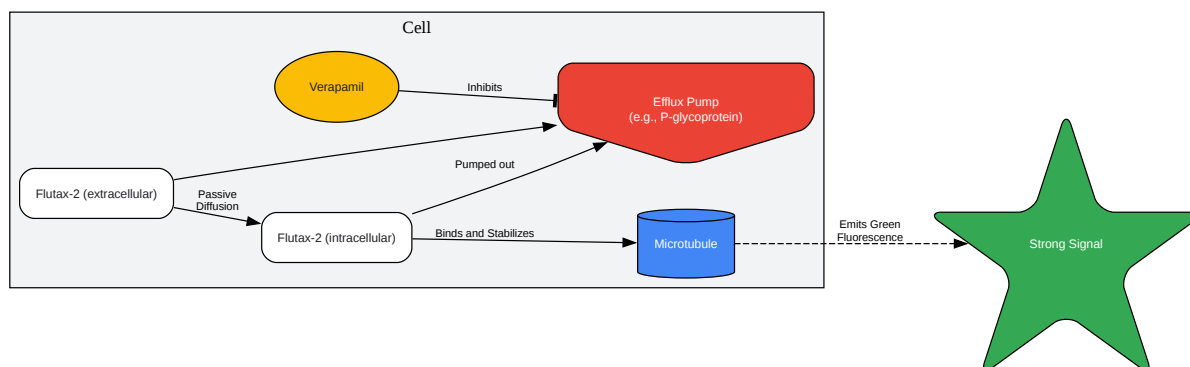 Cell
Verapamil
Inhibits
Efflux Pump
(e.g., P-glycoprotein)
Pumped out
Flutax-2 (extracellular)
Passive
Diffusion
Flutax-2 (intracellular)
Binds and Stabilizes
Microtubule
Emits Green
Fluorescence
Strong Signal